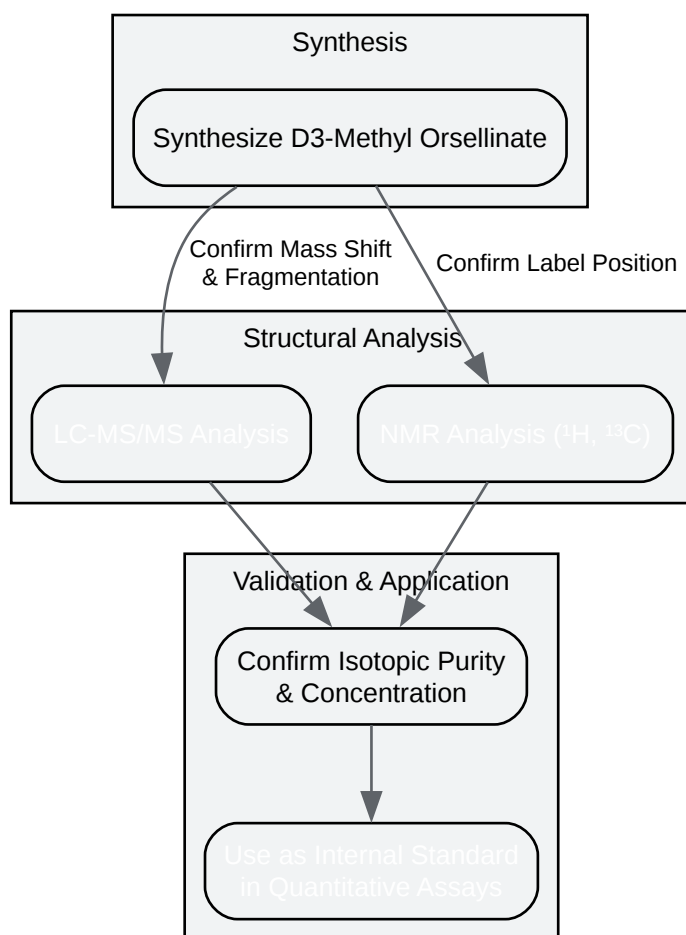 Synthesis
Synthesize D3-Methyl Orsellinate
Confirm Mass Shift
& Fragmentation
Confirm Label Position
Structural Analysis
LC-MS/MS Analysis
NMR Analysis (¹H, ¹³C)
Validation & Application
Confirm Isotopic Purity
& Concentration
Use as Internal Standard
in Quantitative Assays